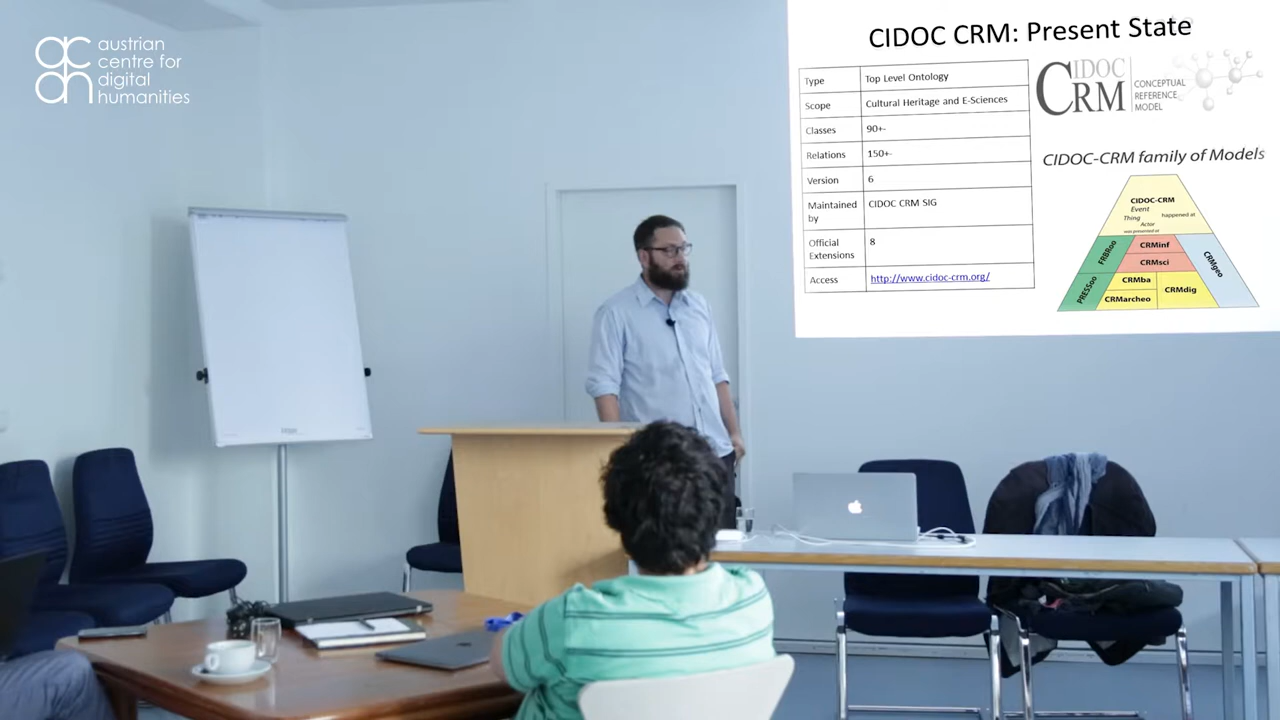 austrian
centre for
digital
humanities
CIDOC CRM: Present State
Type Top Level Ontology
Scope Cultural Heritage and E-Sciences
Classes 90+-
Relations 150+-
Version 6
Maintained by CIDOC CRM SIG
Official Extensions 8
Access http://www.cidoc-crm.org/
CIDOC
CRM
CONCEPTUAL
REFERENCE
MODEL
CIDOC-CRM family of Models
CIDOC-CRM
Event
Thing
happened at
Actor
was presented at
FRBRoo
CRMinf
CRMgeo
CRMsci
PRESSoo
CRMba
CRMdig
CRMarcheo